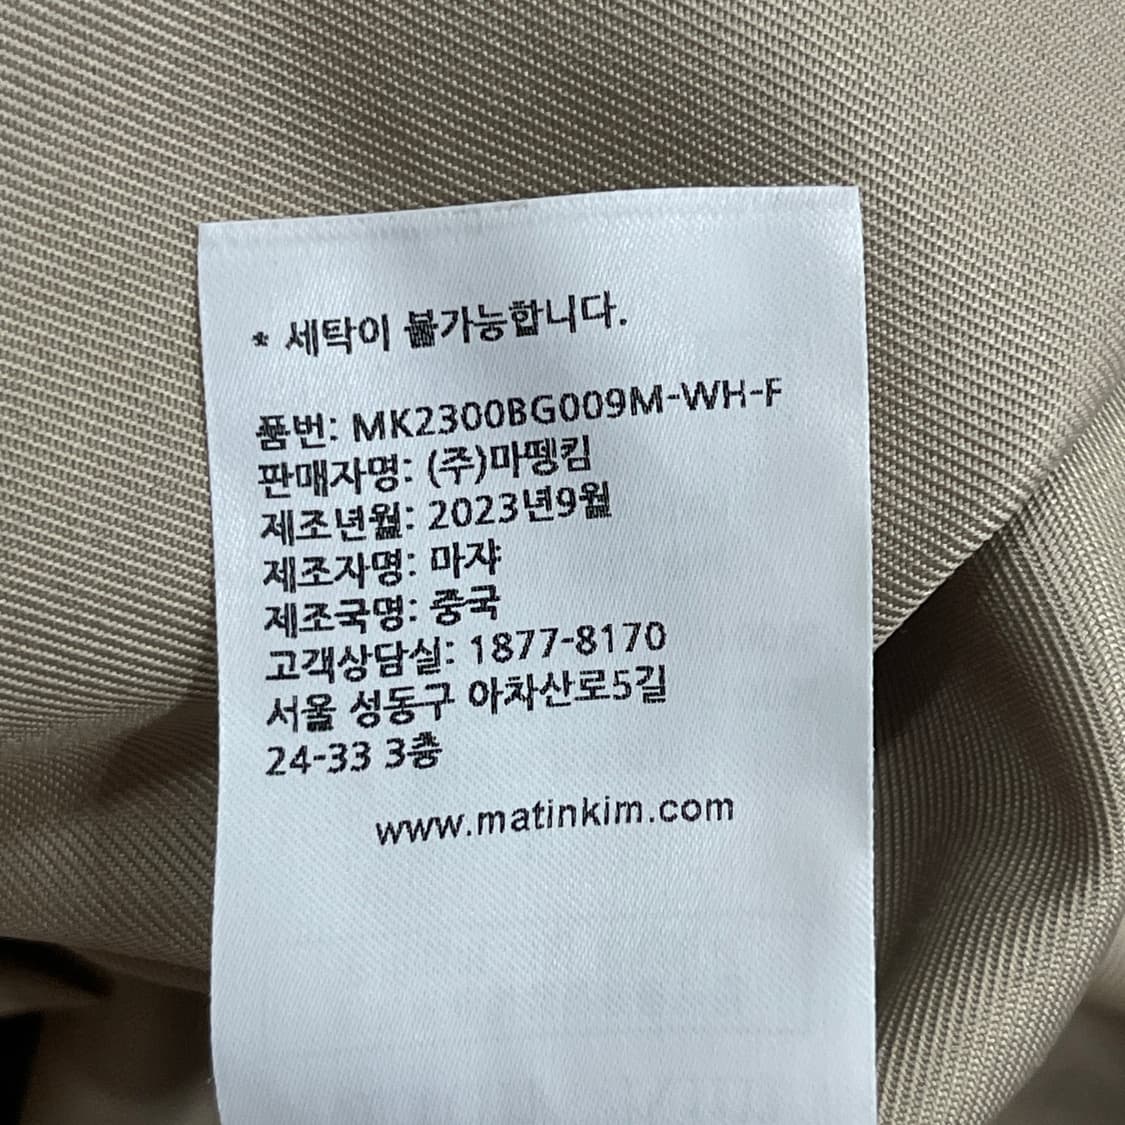 * 세탁이 불가능합니다.
품번: MK2300BG009M-WH-F
판매자명: (주)마뗑킴
제조년월: 2023년9월
제조자명: 마쟈
제조국명: 중국
고객상담실: 1877-8170
서울 성동구 아차산로5길
24-33 3층
www.matinkim.com